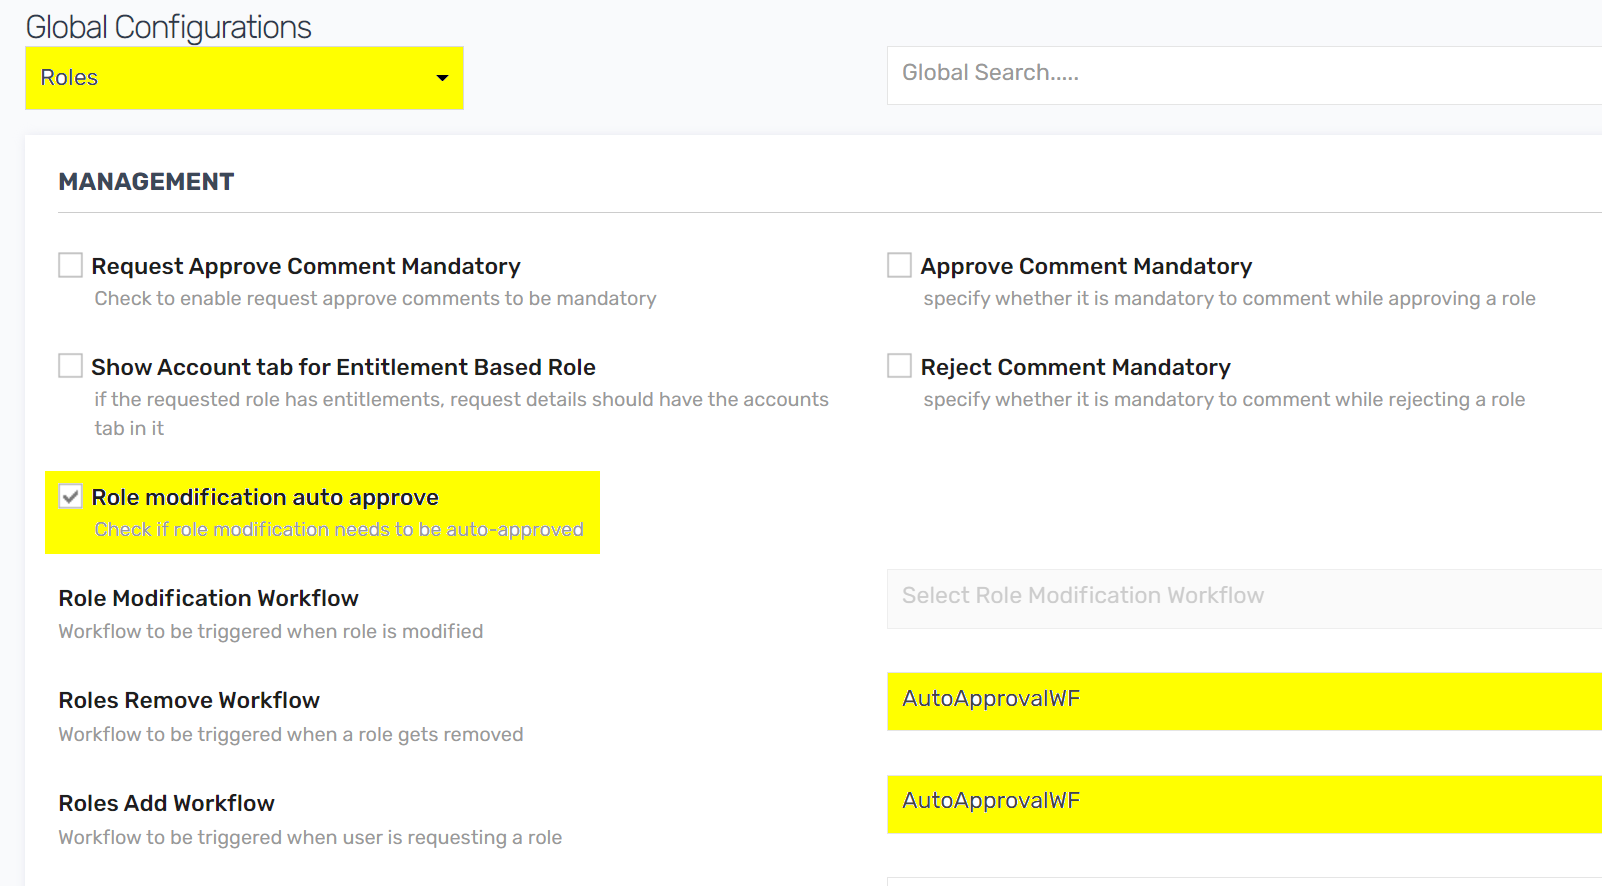 Global Configurations
Roles
Global Search.....
MANAGEMENT
Request Approve Comment Mandatory
Check to enable request approve comments to be mandatory
Approve Comment Mandatory
specify whether it is mandatory to comment while approving a role
Show Account tab for Entitlement Based Role
if the requested role has entitlements, request details should have the accounts
tab in it
Reject Comment Mandatory
specify whether it is mandatory to comment while rejecting a role
Role modification auto approve
Check if role modification needs to be auto-approved
Role Modification Workflow
Workflow to be triggered when role is modified
Select Role Modification Workflow
Roles Remove Workflow
Workflow to be triggered when a role gets removed
AutoApprovalWF
Roles Add Workflow
Workflow to be triggered when user is requesting a role
AutoApprovalWF